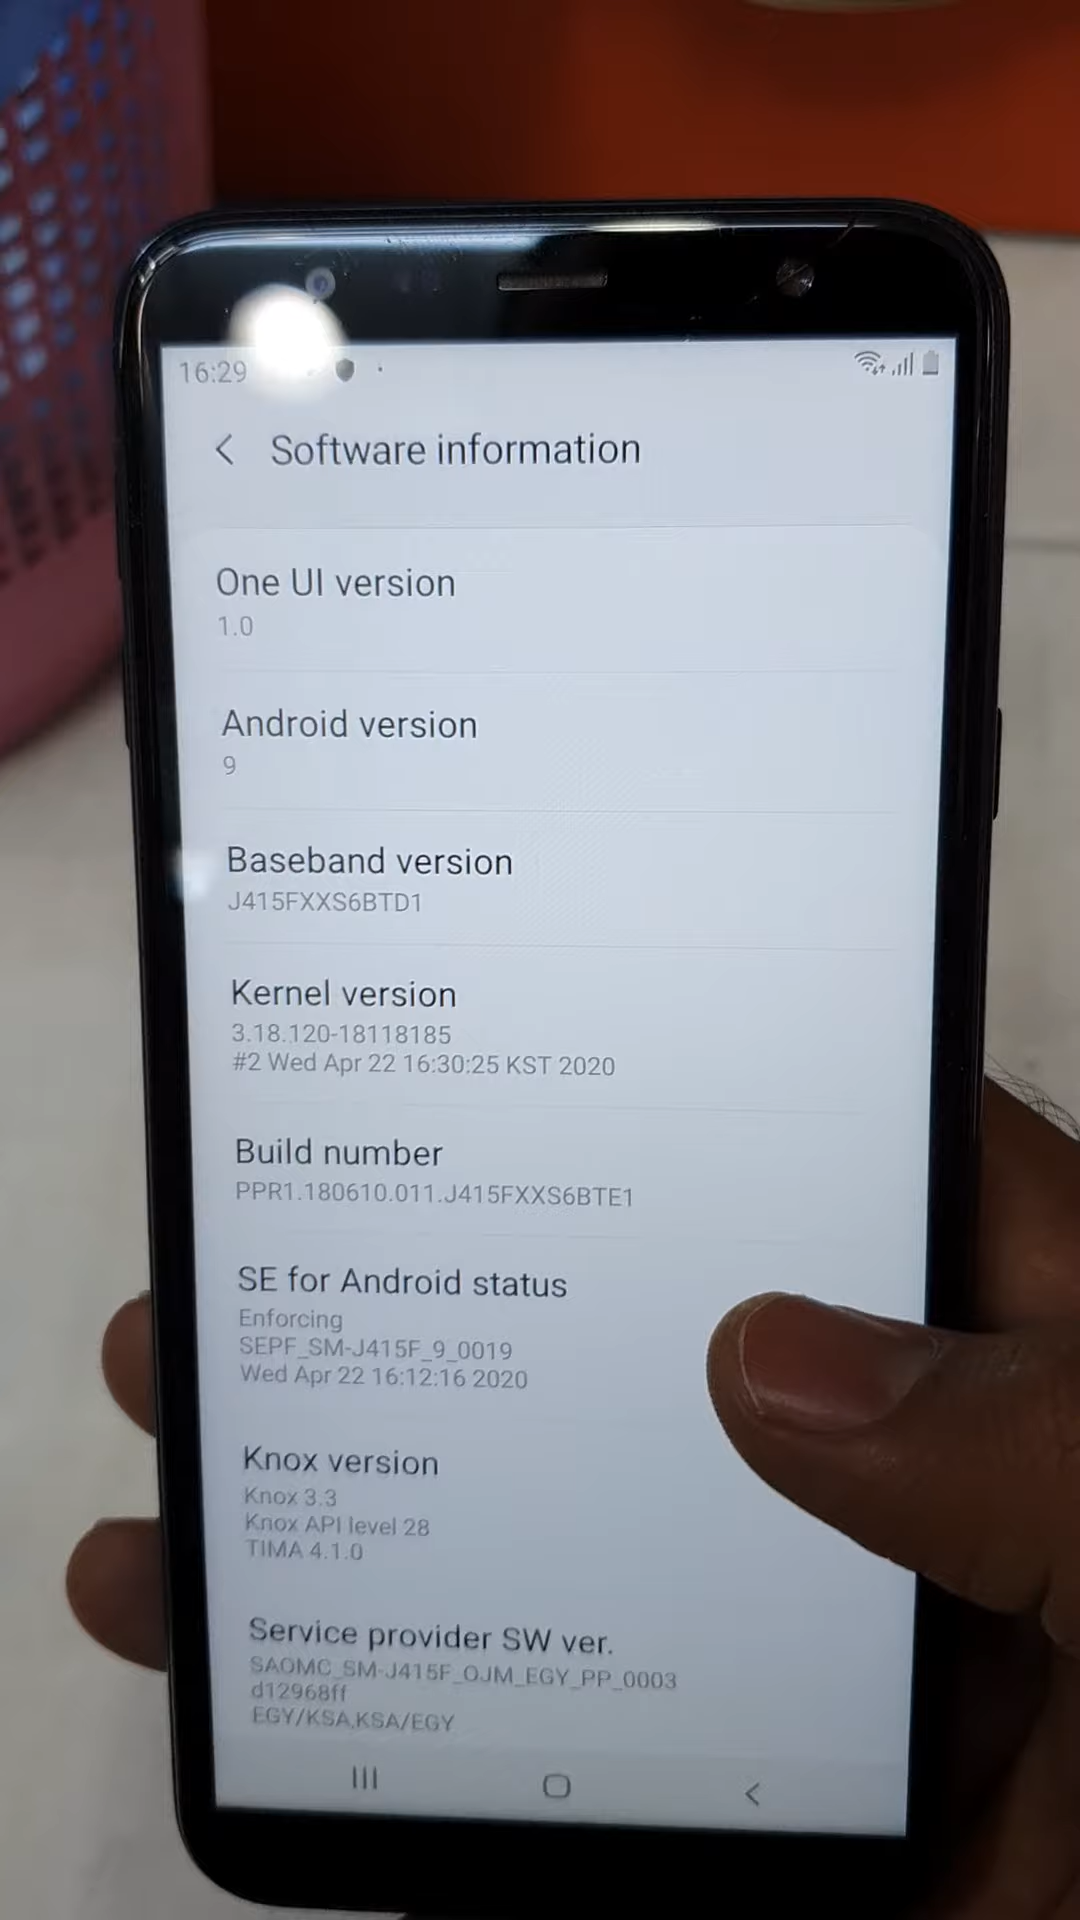 16:29
Software information
One UI version
1.0
Android version
9
Baseband version
J415FXXS6BTD1
Kernel version
3.18.120-18118185
#2 Wed Apr 22 16:30:25 KST 2020
Build number
PPR1.180610.011.J415FXXS6BTE1
SE for Android status
Enforcing
SEPF_SM-J415F_9_0019
Wed Apr 22 16:12:16 2020
Knox version
Knox 3.3
Knox API level 28
TIMA 4.1.0
Service provider SW ver.
SAOMC_SM-J415F_OJM_EGY_PP_0003
d12968ff
EGY/KSA,KSA/EGY